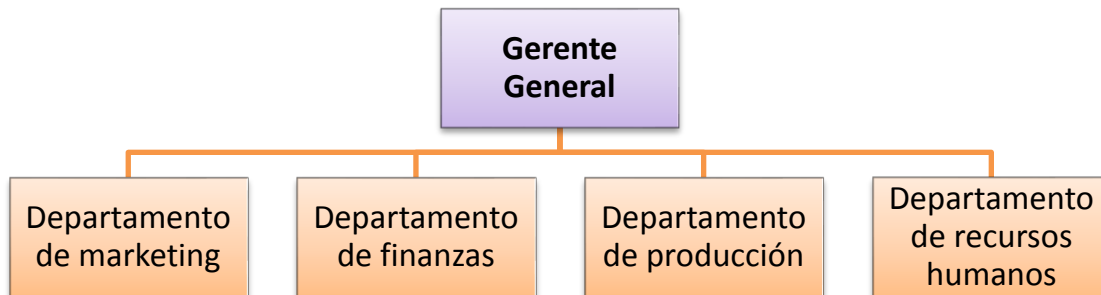 Gerente
General
Departamento
de marketing
Departamento
de finanzas
Departamento
de producción
Departamento
de recursos
humanos